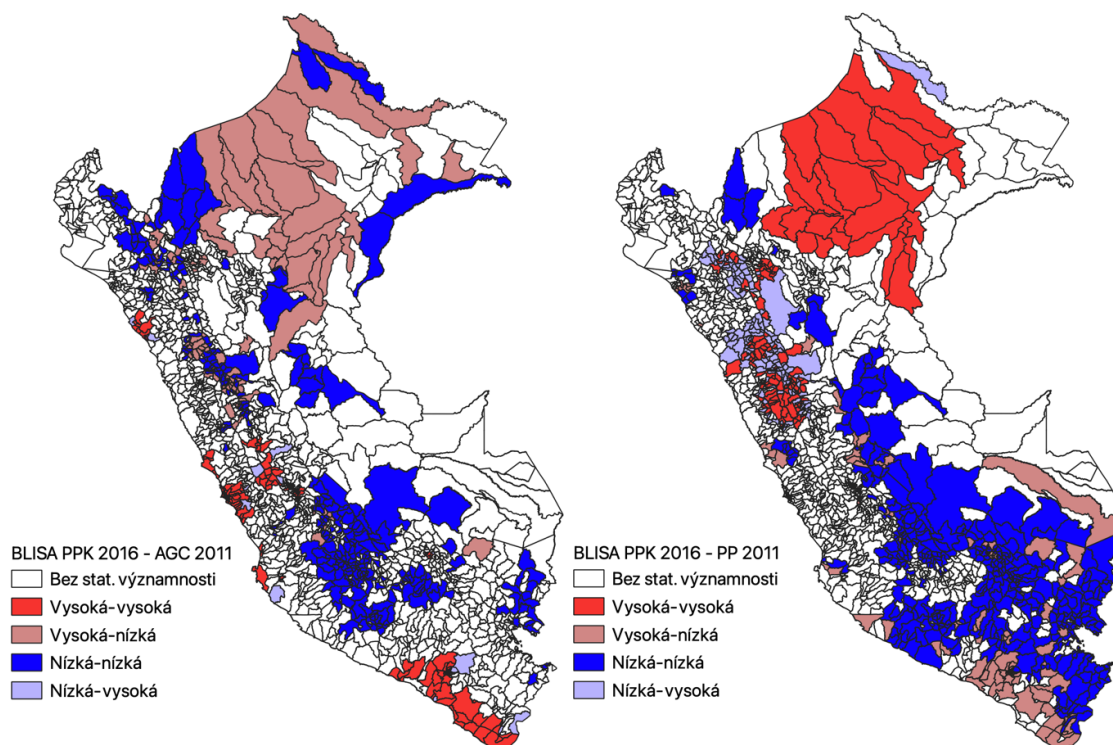 BLISA PPK 2016 - AGC 2011
Bez stat. významnosti
Vysoká-vysoká
Vysoká-nízká
Nízká-nízká
Nízká-vysoká
BLISA PPK 2016 - PP 2011
Bez stat. významnosti
Vysoká-vysoká
Vysoká-nízká
Nízká-nízká
Nízká-vysoká